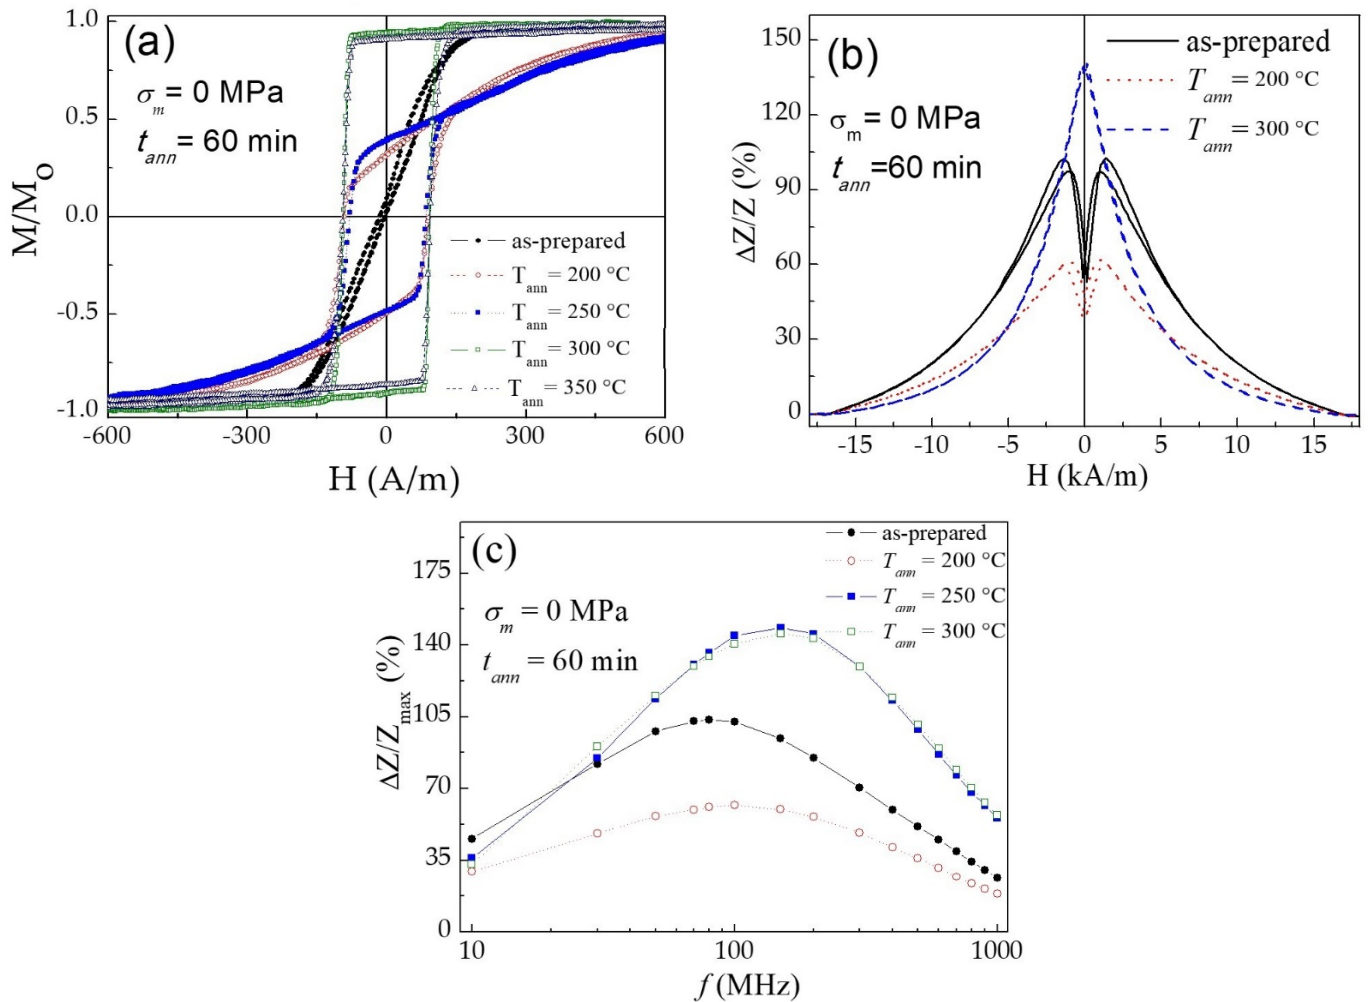 (a)
σm = 0 MPa
tann = 60 min
M/MO
1.0
0.5
0.0
-0.5
-1.0
as-prepared
Tann = 200 °C
Tann = 250 °C
Tann = 300 °C
Tann = 350 °C
-600 -300 0 300 600
H (A/m)
(b)
σm = 0 MPa
tann=60 min
ΔZ/Z (%)
150
120
90
60
30
0
as-prepared
Tann = 200 °C
Tann = 300 °C
-15 -10 -5 0 5 10 15
H (kA/m)
(c)
σm = 0 MPa
tann = 60 min
ΔZ/Zmax (%)
175
140
105
70
35
0
as-prepared
Tann = 200 °C
Tann = 250 °C
Tann = 300 °C
10 100 1000
f (MHz)